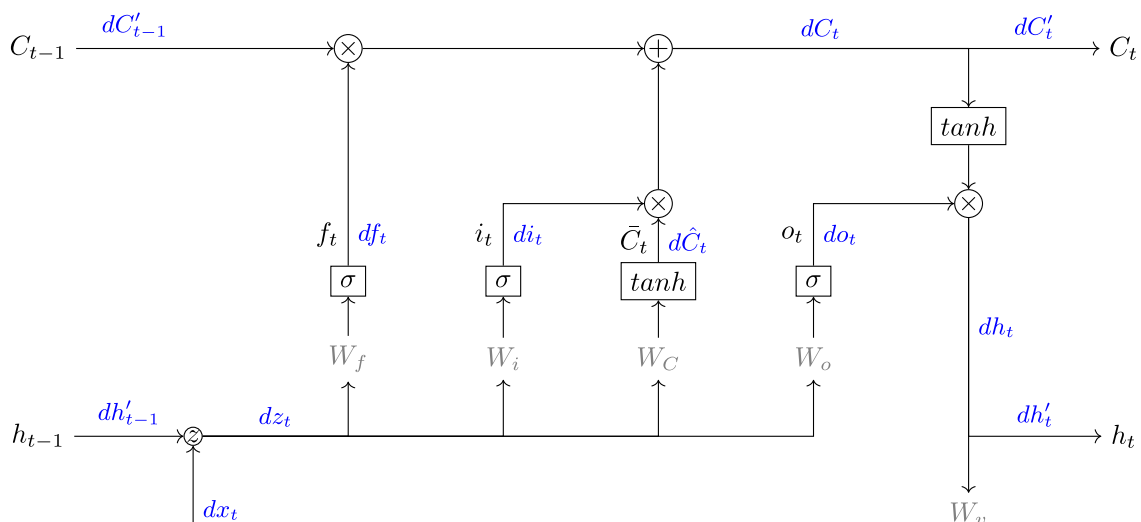 C_{t−1} dC'_{t−1} × + dC_t dC'_t C_t
tanh
×
×
f_t df_t i_t di_t C̄_t dĈ_t o_t do_t
σ σ tanh σ
dh_t
W_f W_i W_C W_o
h_{t−1} dh'_{t−1} z dz_t dh'_t h_t
dx_t